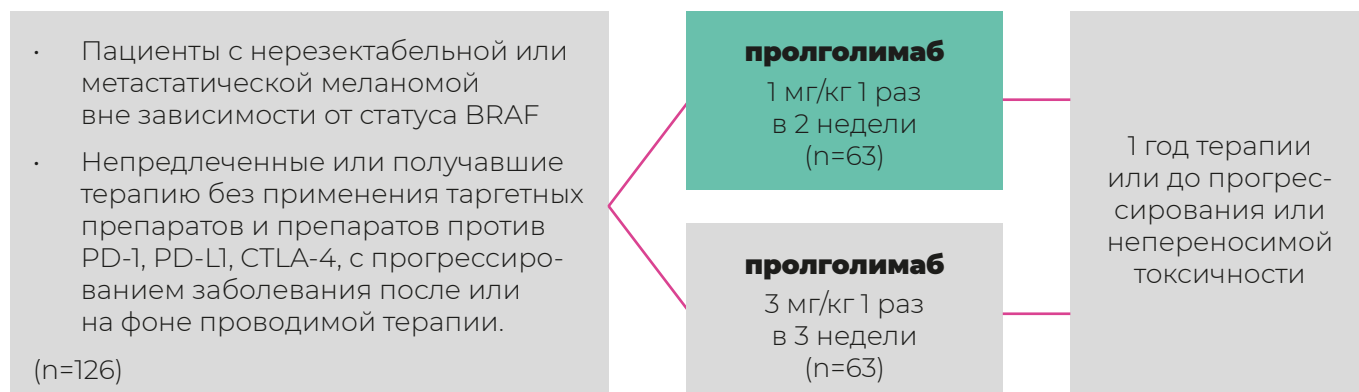 · Пациенты с нерезектабельной или
метастатической меланомой
вне зависимости от статуса BRAF
· Непредлеченные или получавшие
терапию без применения таргетных
препаратов и препаратов против
PD-1, PD-L1, CTLA-4, с прогрессиро-
ванием заболевания после или
на фоне проводимой терапии.
(n=126)
пролголимаб
1 мг/кг 1 раз
в 2 недели
(n=63)
пролголимаб
3 мг/кг 1 раз
в 3 недели
(n=63)
1 год терапии
или до прогрес-
сирования или
непереносимой
токсичности